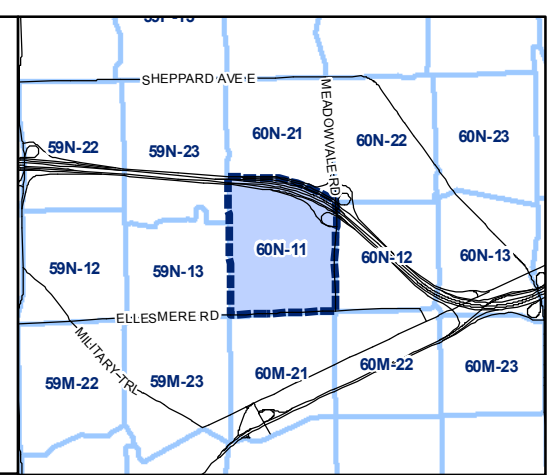 SHEPPARD AVE E
MEADOWVALE RD
60N-21
60N-22
60N-23
59N-22
59N-23
60N-11
60N-12
60N-13
59N-12
59N-13
ELLESMERE RD
MILITARY TRL
59M-22
59M-23
60M-21
60M-22
60M-23